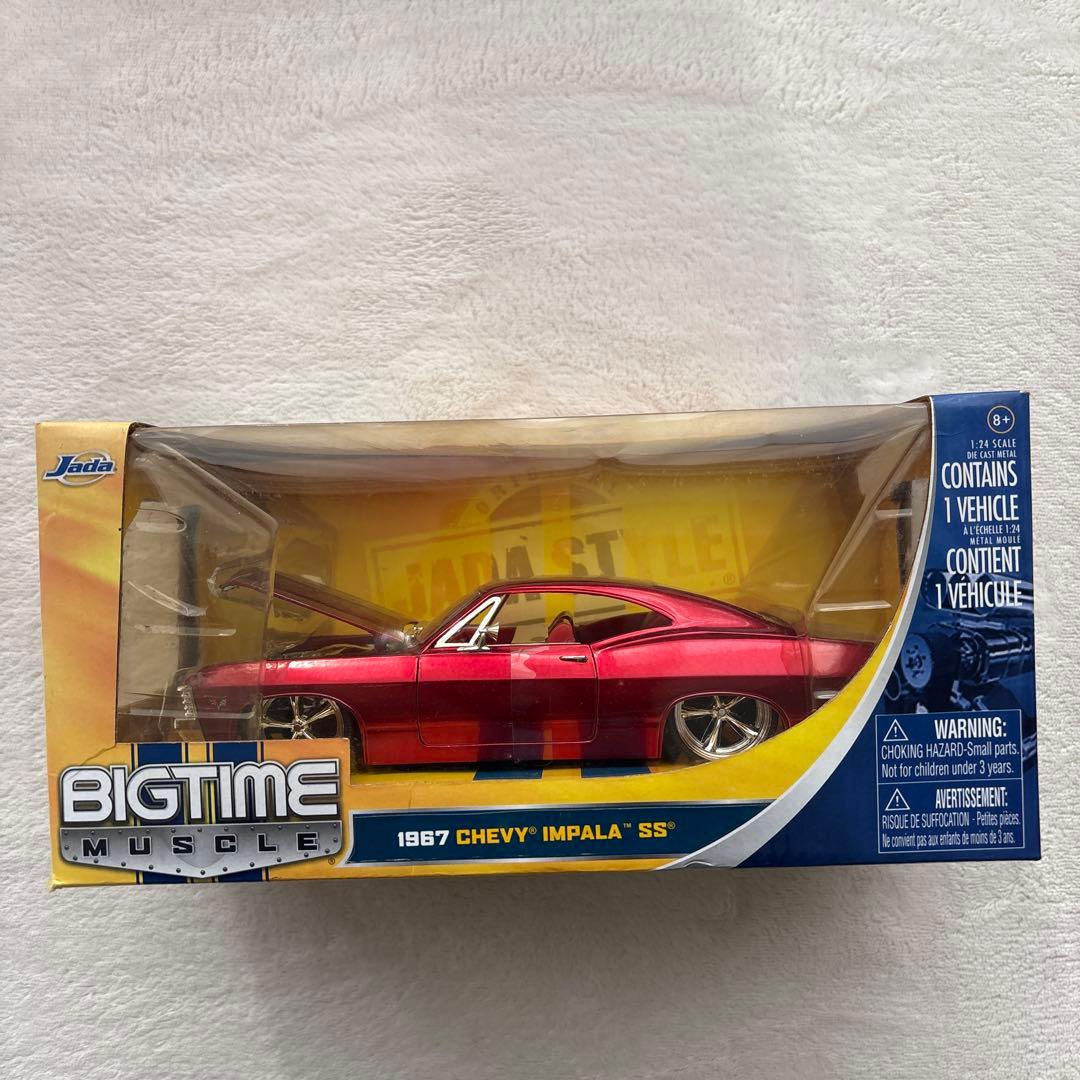 Jada
8+
1:24 SCALE
DIE CAST METAL
CONTAINS
1 VEHICLE
À L'ÉCHELLE 1:24
MÉTAL MOULÉ
CONTIENT
1 VÉHICULE
JADA STYLE
®
BIGTIME
MUSCLE®
1967 CHEVY® IMPALA™ SS®
WARNING:
CHOKING HAZARD-Small parts.
Not for children under 3 years.
AVERTISSEMENT:
RISQUE DE SUFFOCATION - Petites pièces.
Ne convient pas aux enfants de moins de 3 ans.